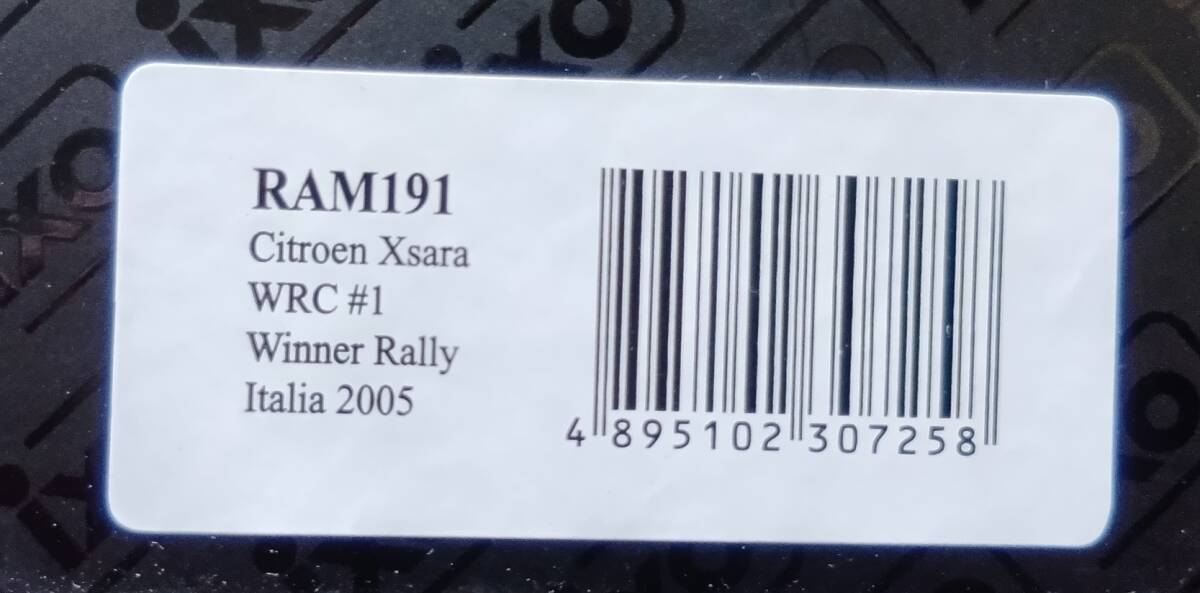 RAM191
Citroen Xsara
WRC #1
Winner Rally
Italia 2005
4 895102 307258